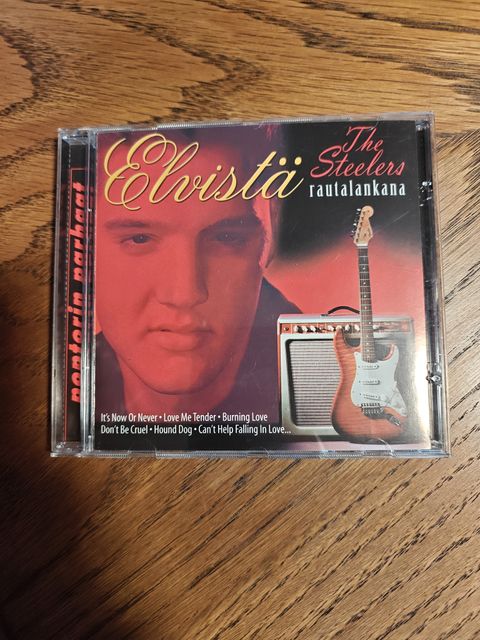 Elvistä
The
Steelers
rautalankana
poptorin parhaat
It's Now Or Never • Love Me Tender • Burning Love
Don't Be Cruel • Hound Dog • Can't Help Falling In Love...